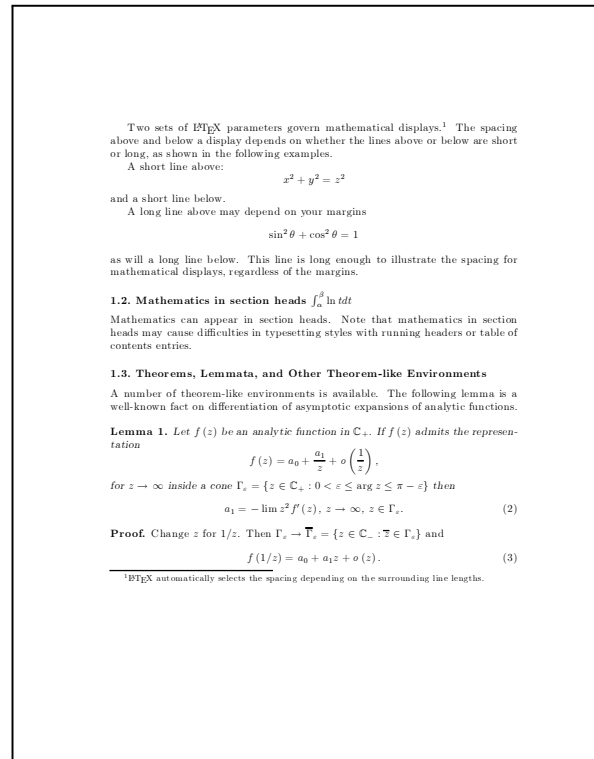 Two sets of LATEX parameters govern mathematical displays.¹ The spacing
above and below a display depends on whether the lines above or below are short
or long, as shown in the following examples.
A short line above:
x² + y² = z²
and a short line below.
A long line above may depend on your margins
sin² θ + cos² θ = 1
as will a long line below. This line is long enough to illustrate the spacing for
mathematical displays, regardless of the margins.
1.2. Mathematics in section heads ∫_α^β ln tdt
Mathematics can appear in section heads. Note that mathematics in section
heads may cause difficulties in typesetting styles with running headers or table of
contents entries.
1.3. Theorems, Lemmata, and Other Theorem-like Environments
A number of theorem-like environments is available. The following lemma is a
well-known fact on differentiation of asymptotic expansions of analytic functions.
Lemma 1. Let f (z) be an analytic function in ℂ₊. If f (z) admits the represen-
tation
f (z) = a₀ + a₁/z + o (1/z) ,
for z → ∞ inside a cone Γ_ε = {z ∈ ℂ₊ : 0 < ε ≤ arg z ≤ π − ε} then
a₁ = − lim z² f′ (z) , z → ∞, z ∈ Γ_ε. (2)
Proof. Change z for 1/z. Then Γ_ε → Γ̅_ε = {z ∈ ℂ₋ : z̅ ∈ Γ_ε} and
f (1/z) = a₀ + a₁z + o (z) . (3)
¹LATEX automatically selects the spacing depending on the surrounding line lengths.